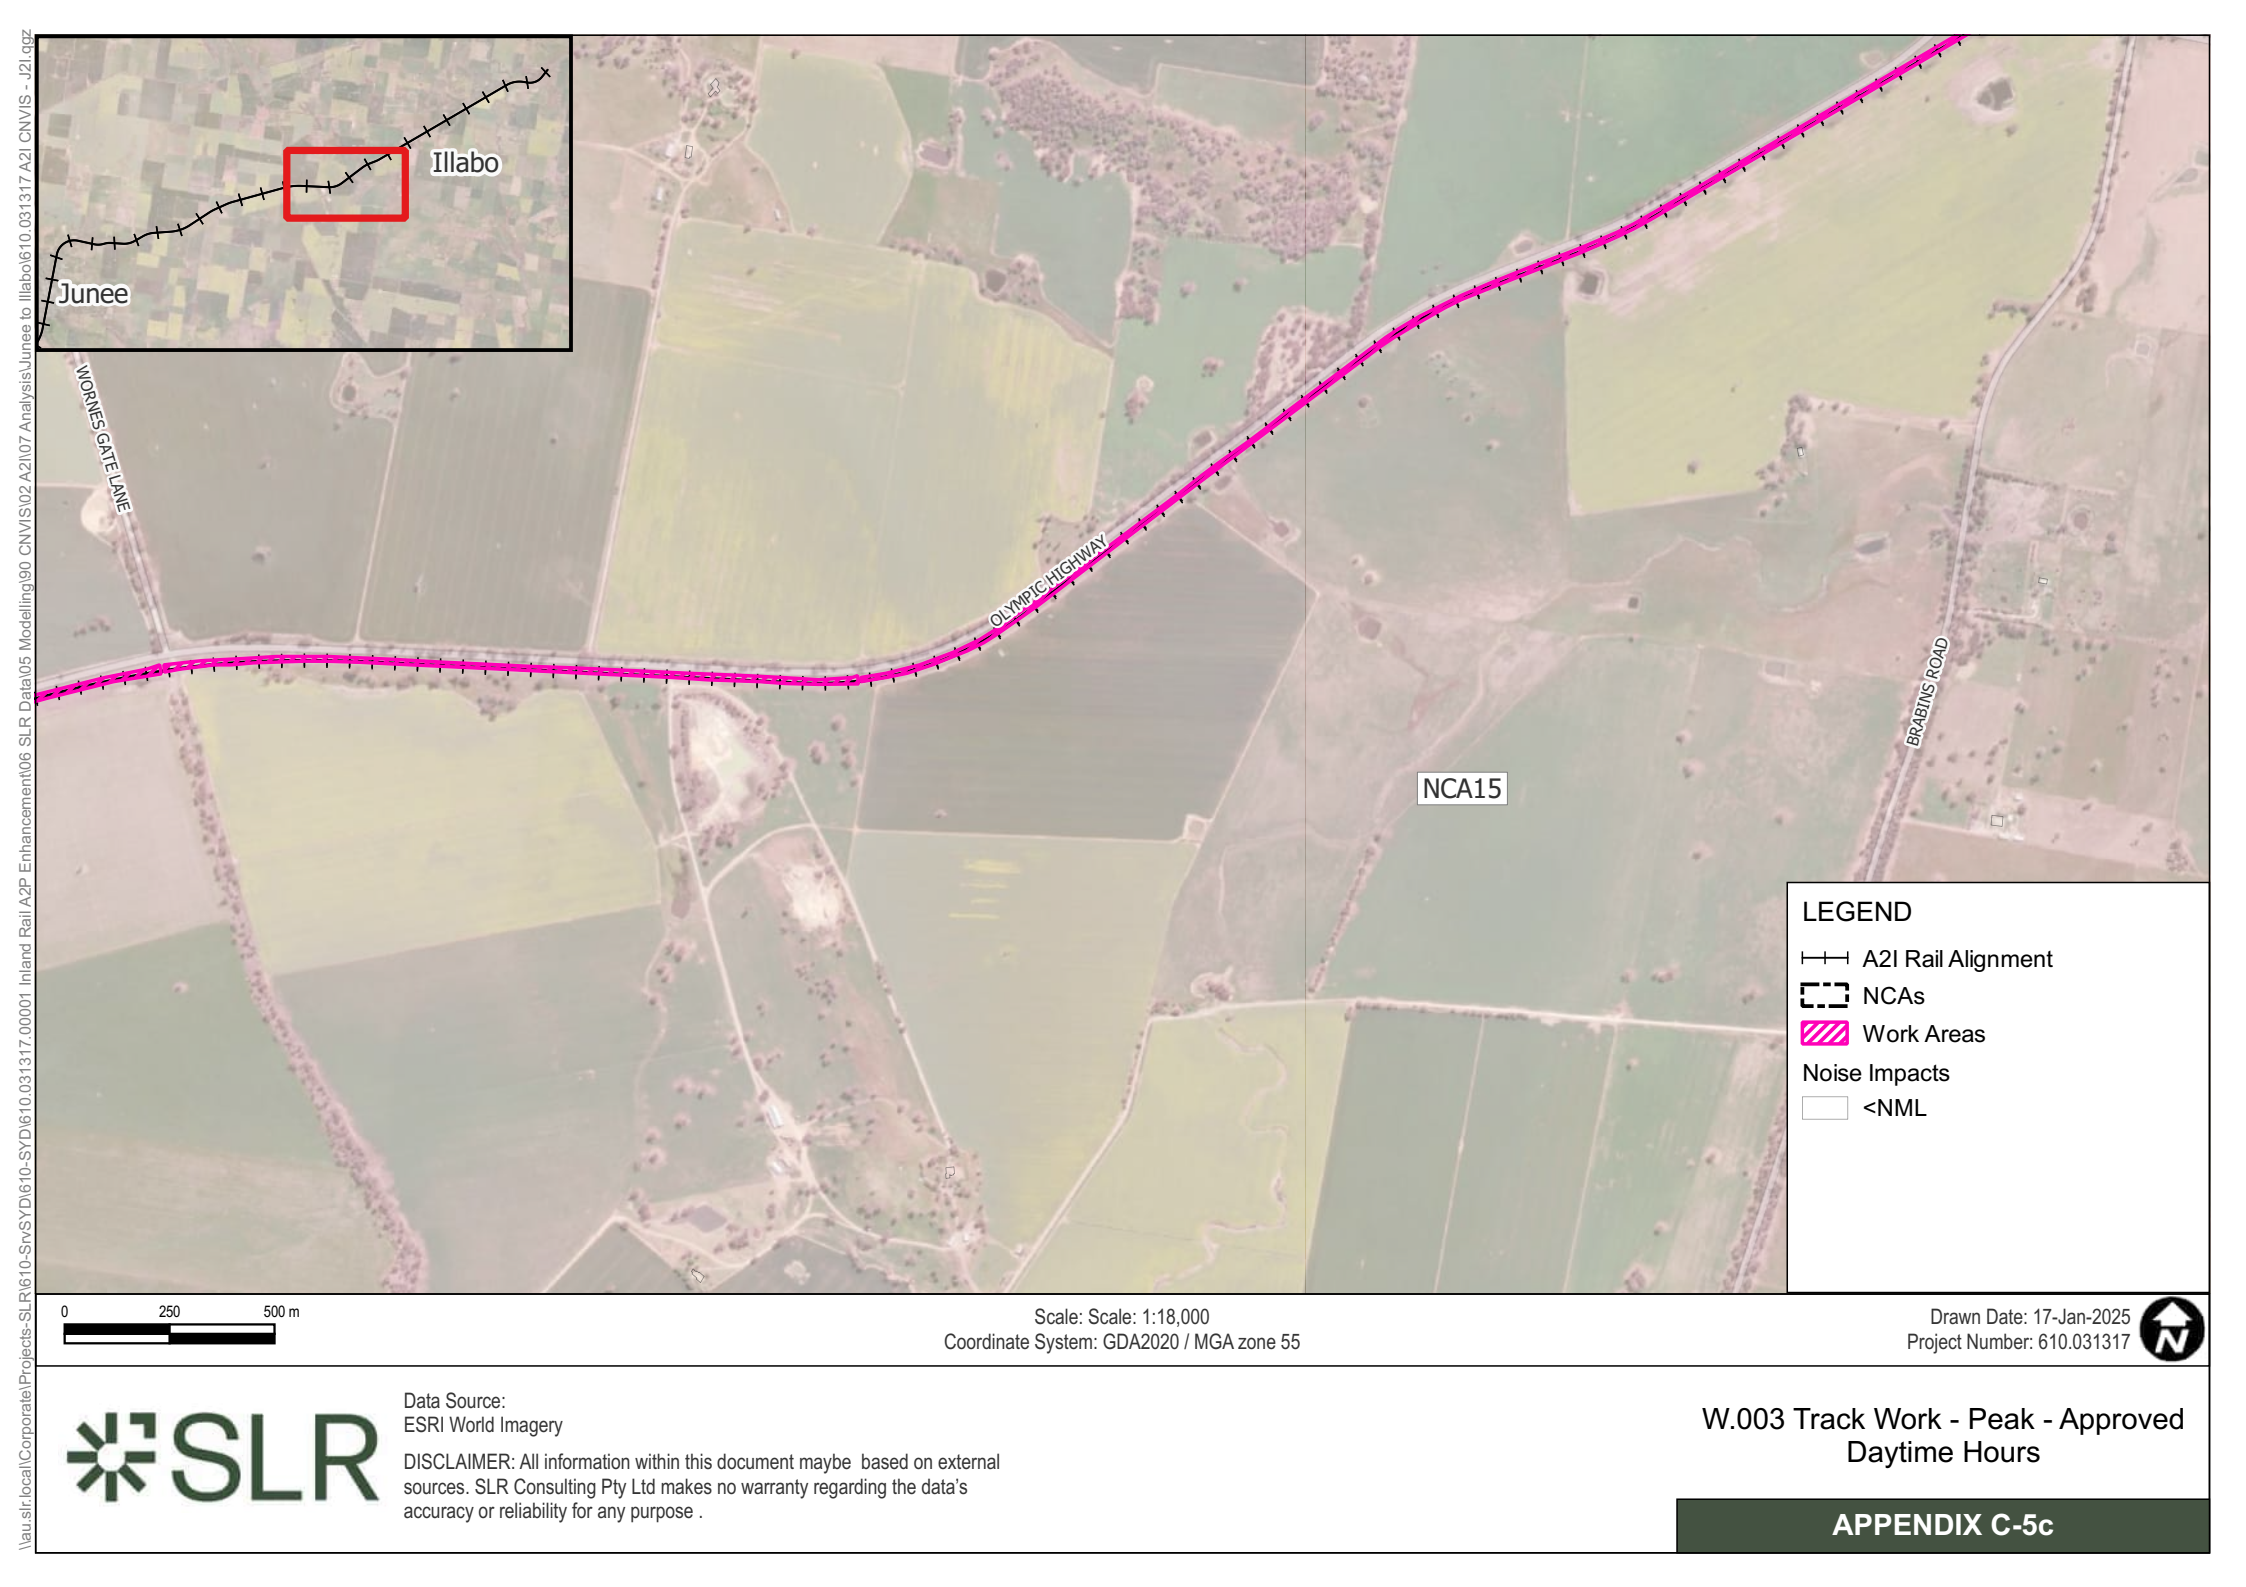 \\au.slr.local\Corporate\Projects-SLR\610-SrvSYD\610-SYD\610.031317.00001 Inland Rail A2P Enhancement\06 SLR Data\05 Modelling\90 CNVIS\02 A2I\07 Analysis\Junee to Illabo\610.031317 A2I CNVIS - J2I.qgz
Illabo
Junee
WORNES GATE LANE
OLYMPIC HIGHWAY
BRABINS ROAD
NCA15
LEGEND
A2I Rail Alignment
NCAs
Work Areas
Noise Impacts
<NML
0 250 500 m
Scale: Scale: 1:18,000
Coordinate System: GDA2020 / MGA zone 55
Drawn Date: 17-Jan-2025
Project Number: 610.031317
N
SLR
Data Source:
ESRI World Imagery
DISCLAIMER: All information within this document maybe based on external
sources. SLR Consulting Pty Ltd makes no warranty regarding the data's
accuracy or reliability for any purpose .
W.003 Track Work - Peak - Approved
Daytime Hours
APPENDIX C-5c